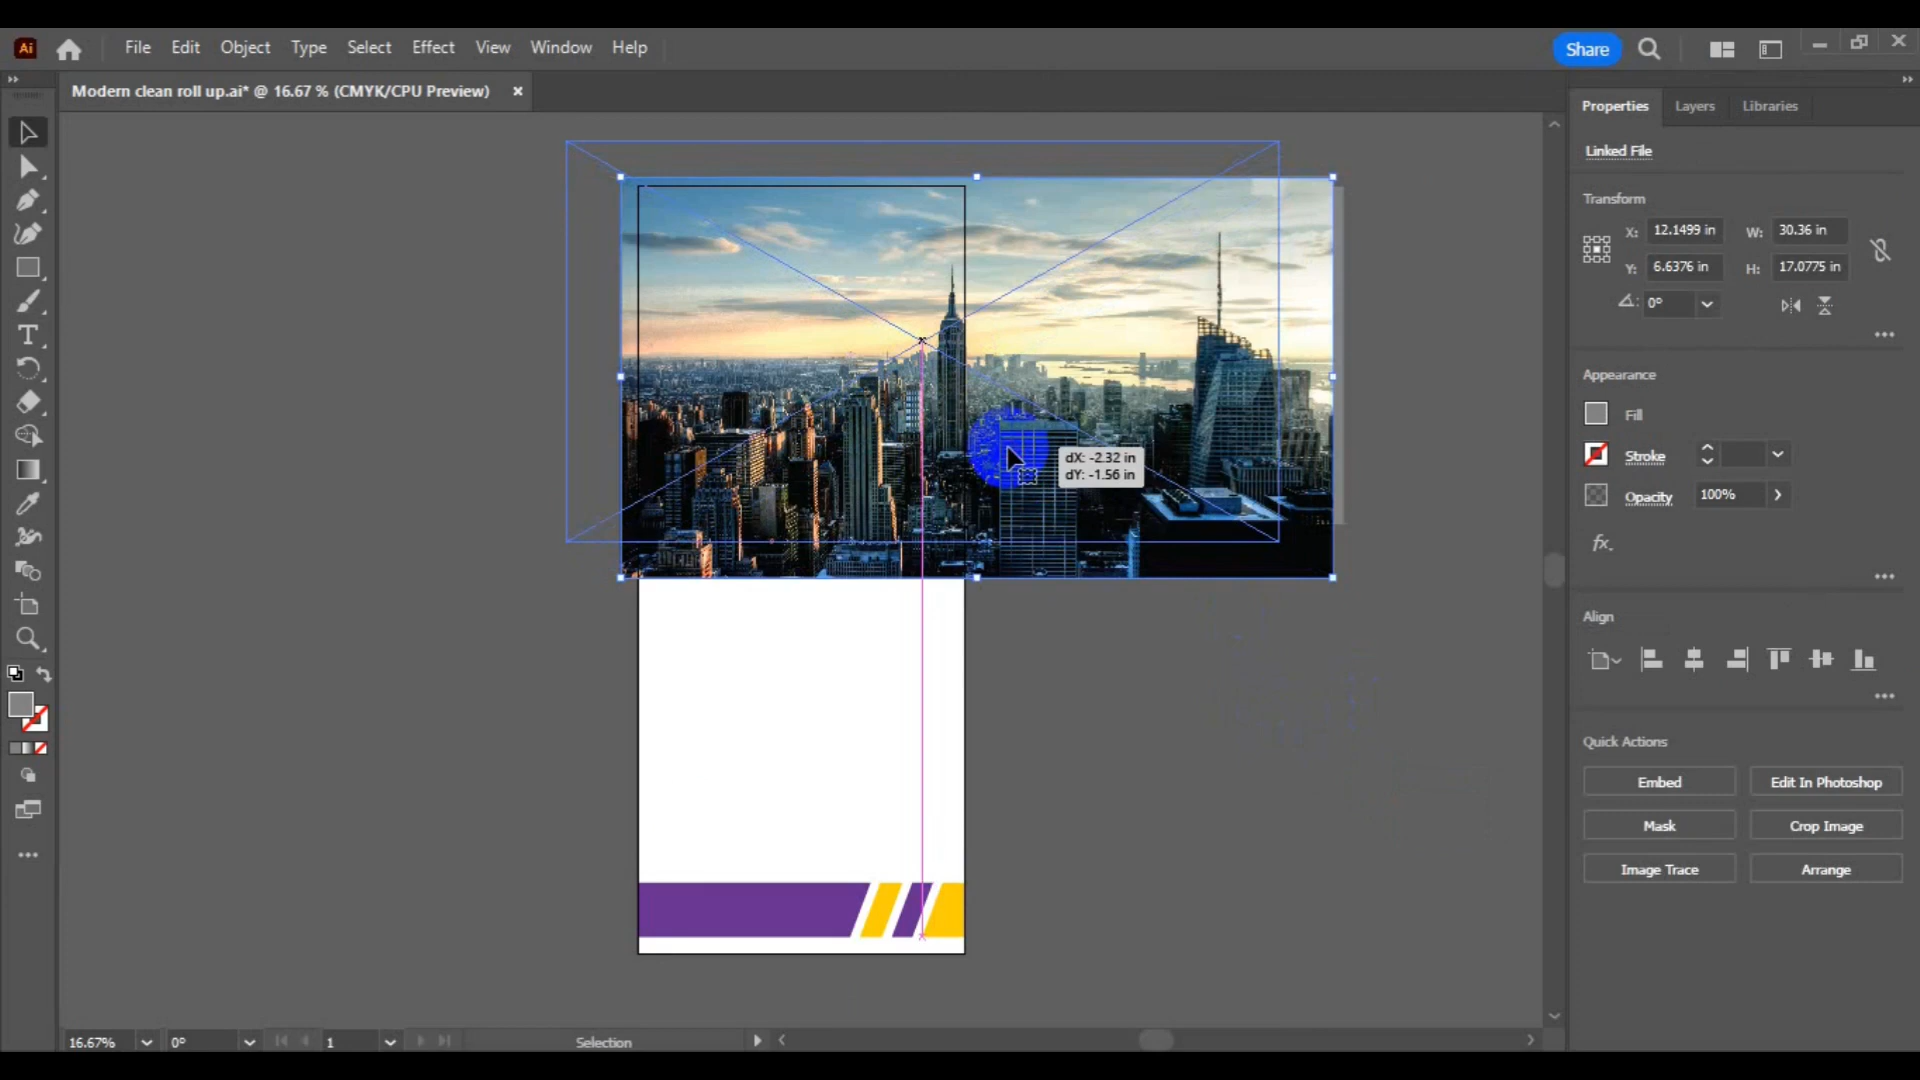 Ai
File Edit Object Type Select Effect View Window Help
Share
Modern clean roll up.ai* @ 16.67 % (CMYK/CPU Preview)
Properties Layers Libraries
Linked File
Transform
X: 12.1499 in W: 30.36 in
Y: 6.6376 in H: 17.0775 in
0°
Appearance
Fill
Stroke
Opacity 100%
fx.
dX: -2.32 in
dY: -1.56 in
Align
Quick Actions
Embed Edit In Photoshop
Mask Crop Image
Image Trace Arrange
16.67% 0° 1 Selection